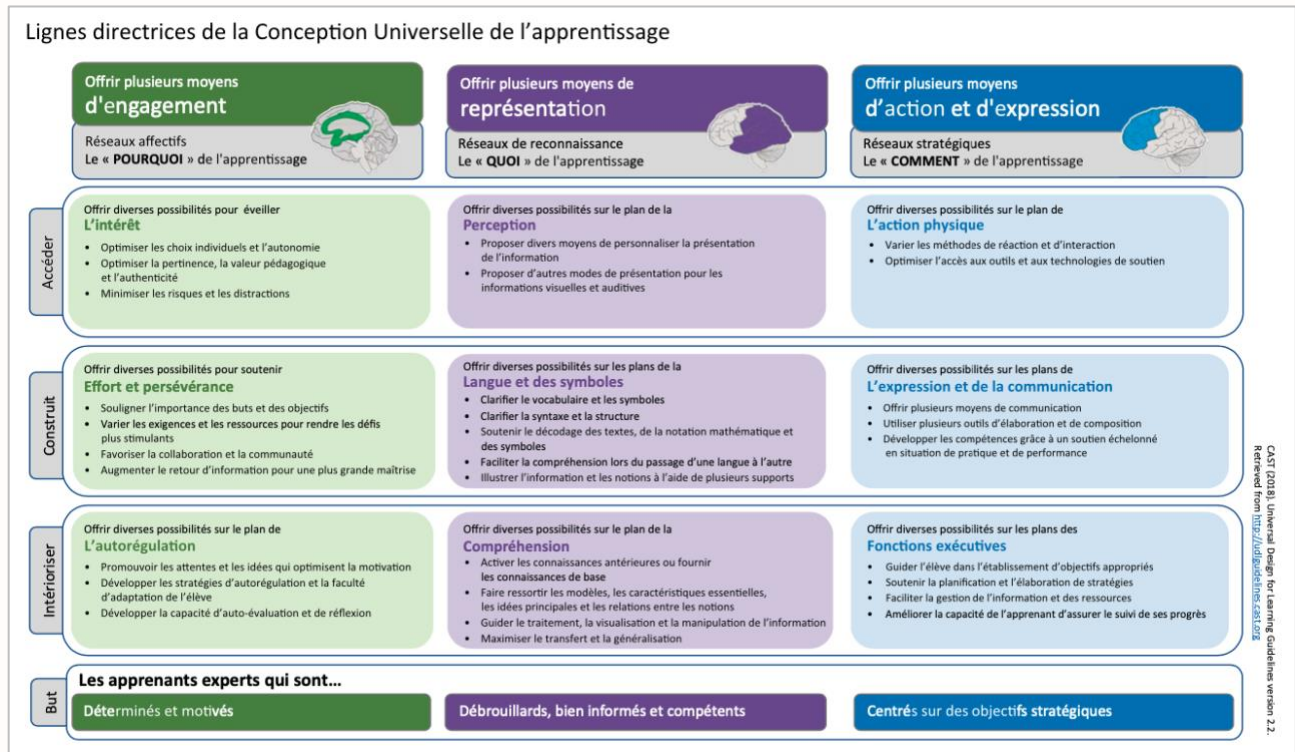 Lignes directrices de la Conception Universelle de l’apprentissage
Offrir plusieurs moyens
d'engagement
Réseaux affectifs
Le « POURQUOI » de l'apprentissage
Offrir plusieurs moyens de
représentation
Réseaux de reconnaissance
Le « QUOI » de l'apprentissage
Offrir plusieurs moyens
d’action et d'expression
Réseaux stratégiques
Le « COMMENT » de l'apprentissage
Accéder
Offrir diverses possibilités pour éveiller
L’intérêt
• Optimiser les choix individuels et l’autonomie
• Optimiser la pertinence, la valeur pédagogique
et l’authenticité
• Minimiser les risques et les distractions
Offrir diverses possibilités sur le plan de la
Perception
• Proposer divers moyens de personnaliser la présentation
de l’information
• Proposer d’autres modes de présentation pour les
informations visuelles et auditives
Offrir diverses possibilités sur le plan de
L’action physique
• Varier les méthodes de réaction et d’interaction
• Optimiser l’accès aux outils et aux technologies de soutien
Construit
Offrir diverses possibilités pour soutenir
Effort et persévérance
• Souligner l’importance des buts et des objectifs
• Varier les exigences et les ressources pour rendre les défis
plus stimulants
• Favoriser la collaboration et la communauté
• Augmenter le retour d’information pour une plus grande maîtrise
Offrir diverses possibilités sur les plans de la
Langue et des symboles
• Clarifier le vocabulaire et les symboles
• Clarifier la syntaxe et la structure
• Soutenir le décodage des textes, de la notation mathématique et
des symboles
• Faciliter la compréhension lors du passage d’une langue à l’autre
• Illustrer l’information et les notions à l’aide de plusieurs supports
Offrir diverses possibilités sur les plans de
L’expression et de la communication
• Offrir plusieurs moyens de communication
• Utiliser plusieurs outils d’élaboration et de composition
• Développer les compétences grâce à un soutien échelonné
en situation de pratique et de performance
Intérioriser
Offrir diverses possibilités sur le plan de
L’autorégulation
• Promouvoir les attentes et les idées qui optimisent la motivation
• Développer les stratégies d’autorégulation et la faculté
d’adaptation de l’élève
• Développer la capacité d’auto-évaluation et de réflexion
Offrir diverses possibilités sur le plan de la
Compréhension
• Activer les connaissances antérieures ou fournir
les connaissances de base
• Faire ressortir les modèles, les caractéristiques essentielles,
les idées principales et les relations entre les notions
• Guider le traitement, la visualisation et la manipulation de l’information
• Maximiser le transfert et la généralisation
Offrir diverses possibilités sur les plans des
Fonctions exécutives
• Guider l’élève dans l’établissement d’objectifs appropriés
• Soutenir la planification et l’élaboration de stratégies
• Faciliter la gestion de l’information et des ressources
• Améliorer la capacité de l’apprenant d’assurer le suivi de ses progrès
But
Les apprenants experts qui sont…
Déterminés et motivés
Débrouillards, bien informés et compétents
Centrés sur des objectifs stratégiques
CAST (2018). Universal Design for Learning Guidelines version 2.2.
Retrieved from http://udlguidelines.cast.org